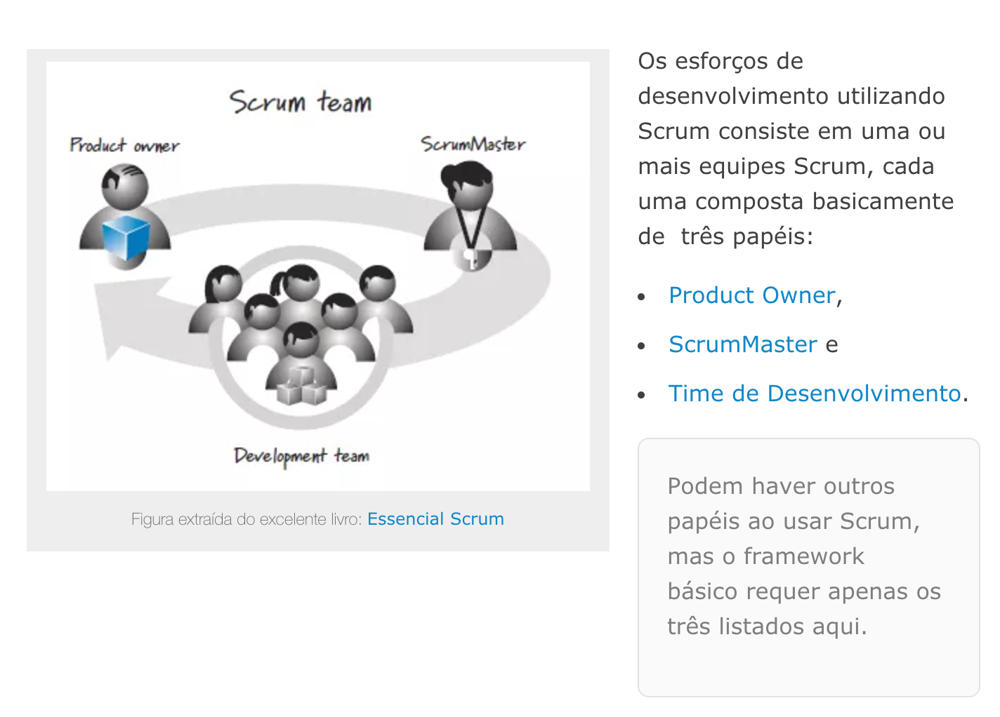 Scrum team
Product owner
ScrumMaster
Development team
Figura extraída do excelente livro: Essencial Scrum
Os esforços de
desenvolvimento utilizando
Scrum consiste em uma ou
mais equipes Scrum, cada
uma composta basicamente
de  três papéis:
• Product Owner,
• ScrumMaster e
• Time de Desenvolvimento.
Podem haver outros
papéis ao usar Scrum,
mas o framework
básico requer apenas os
três listados aqui.